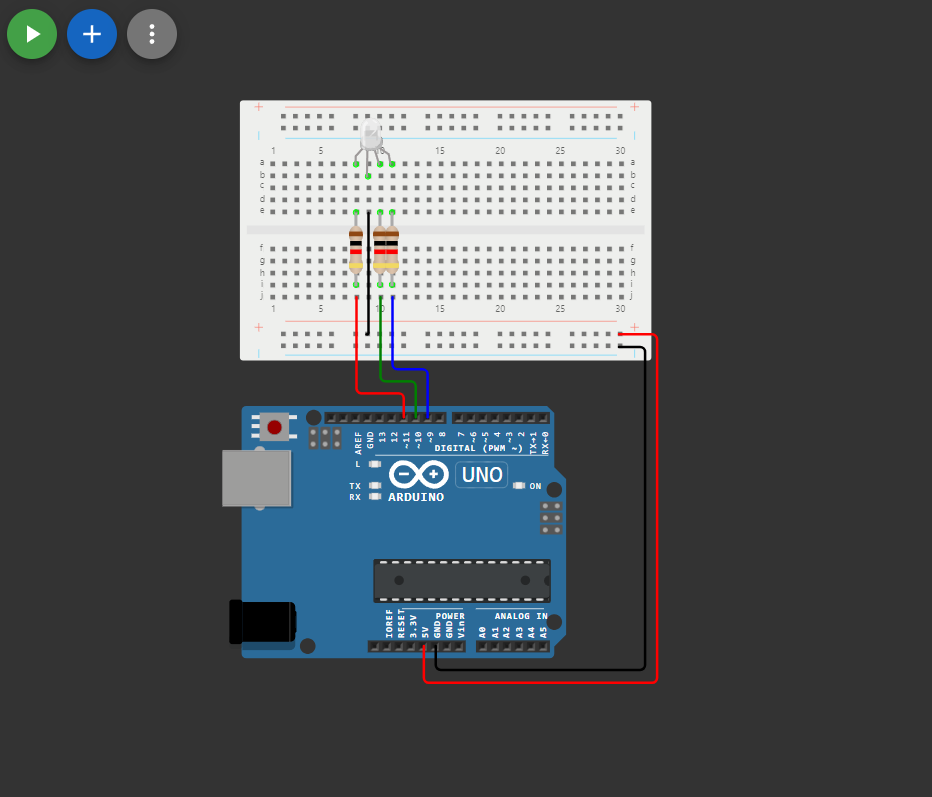 + +
1 5 10 15 20 25 30
a a
b b
c c
d d
e e
f f
g g
h h
i i
j j
1 5 10 15 20 25 30
+ +
AREF
GND
13
12
~11
~10
~9
8
7
~6
~5
4
~3
2
TX→1
RX←0
DIGITAL (PWM ~)
L
TX
RX
UNO
ON
ARDUINO
IOREF
RESET
3.3V
5V
GND
GND
Vin
POWER
ANALOG IN
A0
A1
A2
A3
A4
A5